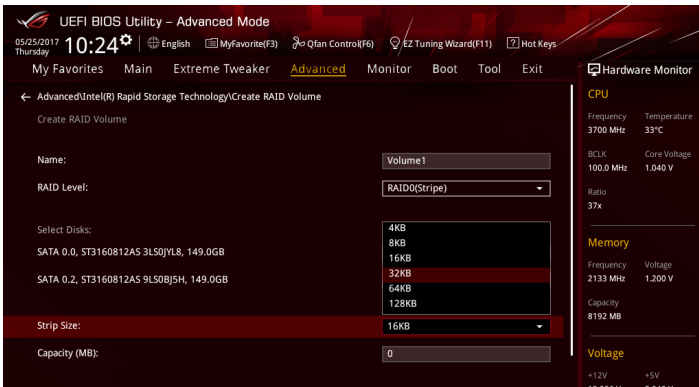 UEFI BIOS Utility – Advanced Mode
05/25/2017
Thursday
10:24
English
MyFavorite(F3)
Qfan Control(F6)
EZ Tuning Wizard(F11)
? Hot Keys
My Favorites Main Extreme Tweaker Advanced Monitor Boot Tool Exit
← Advanced\Intel(R) Rapid Storage Technology\Create RAID Volume
Create RAID Volume
Name: Volume1
RAID Level: RAID0(Stripe)
Select Disks:
SATA 0.0, ST3160812AS 3LS0JYL8, 149.0GB
SATA 0.2, ST3160812AS 9LS0BJ5H, 149.0GB
4KB
8KB
16KB
32KB
64KB
128KB
Strip Size: 16KB
Capacity (MB): 0
Hardware Monitor
CPU
Frequency Temperature
3700 MHz 33°C
BCLK Core Voltage
100.0 MHz 1.040 V
Ratio
37x
Memory
Frequency Voltage
2133 MHz 1.200 V
Capacity
8192 MB
Voltage
+12V +5V